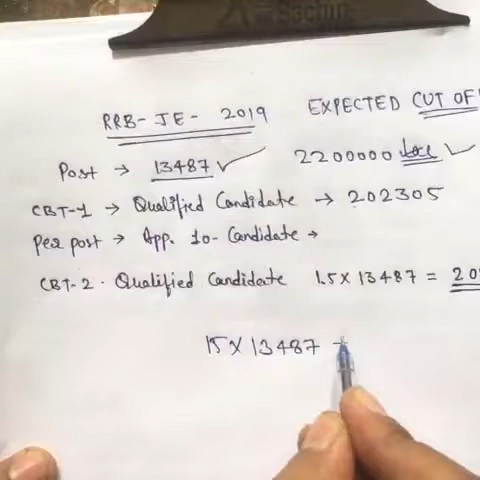 Sachin
RRB-JE- 2019 EXPECTED CUT OF
Post → 13487 ✓ 2200000 ✓
CBT-1 → Qualified Candidate → 202305
Per post → App. 10- Candidate →
CBT-2. Qualified Candidate 1.5 X 13487 = 20
15 X 13487